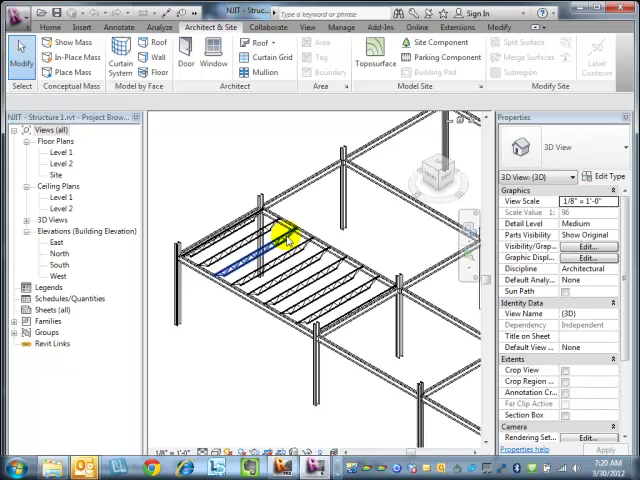 NJIT - Struc...
Type a keyword or phrase
Sign In
Home
Insert
Annotate
Architect & Site
Collaborate
View
Manage
Add-Ins
Online
Extensions
Modify
Modify
Show Mass
In-Place Mass
Place Mass
Curtain System
Roof
Wall
Floor
Door
Window
Roof
Curtain Grid
Mullion
Area
Area
Boundary
Toposurface
Site Component
Parking Component
Building Pad
Split Surface
Merge Surfaces
Subregion
Label Contours
Select
Conceptual Mass
Model by Face
Build
Area
Model Site
Modify Site
NJIT - Structure 1.rvt - Project Brow...
Views (all)
Floor Plans
Level 1
Level 2
Site
Ceiling Plans
Level 1
Level 2
3D Views
Elevations (Building Elevation)
East
North
South
West
Legends
Schedules/Quantities
Sheets (all)
Families
Groups
Revit Links
Properties
3D View
3D View: {3D}
Edit Type
Graphics
View Scale 1/8" = 1'-0"
Scale Value 1: 96
Detail Level Medium
Parts Visibility Show Original
Visibility/Grap... Edit...
Graphic Displ... Edit...
Discipline Architectural
Default Analy... None
Sun Path
Identity Data
View Name {3D}
Dependency Independent
Title on Sheet
Default View ... None
Extents
Crop View
Crop Region ...
Annotation Cr...
Far Clip Active
Section Box
Camera
Rendering Set... Edit...
Properties help
Apply
1/8" = 1'-0"
7:20 AM
3/30/2012